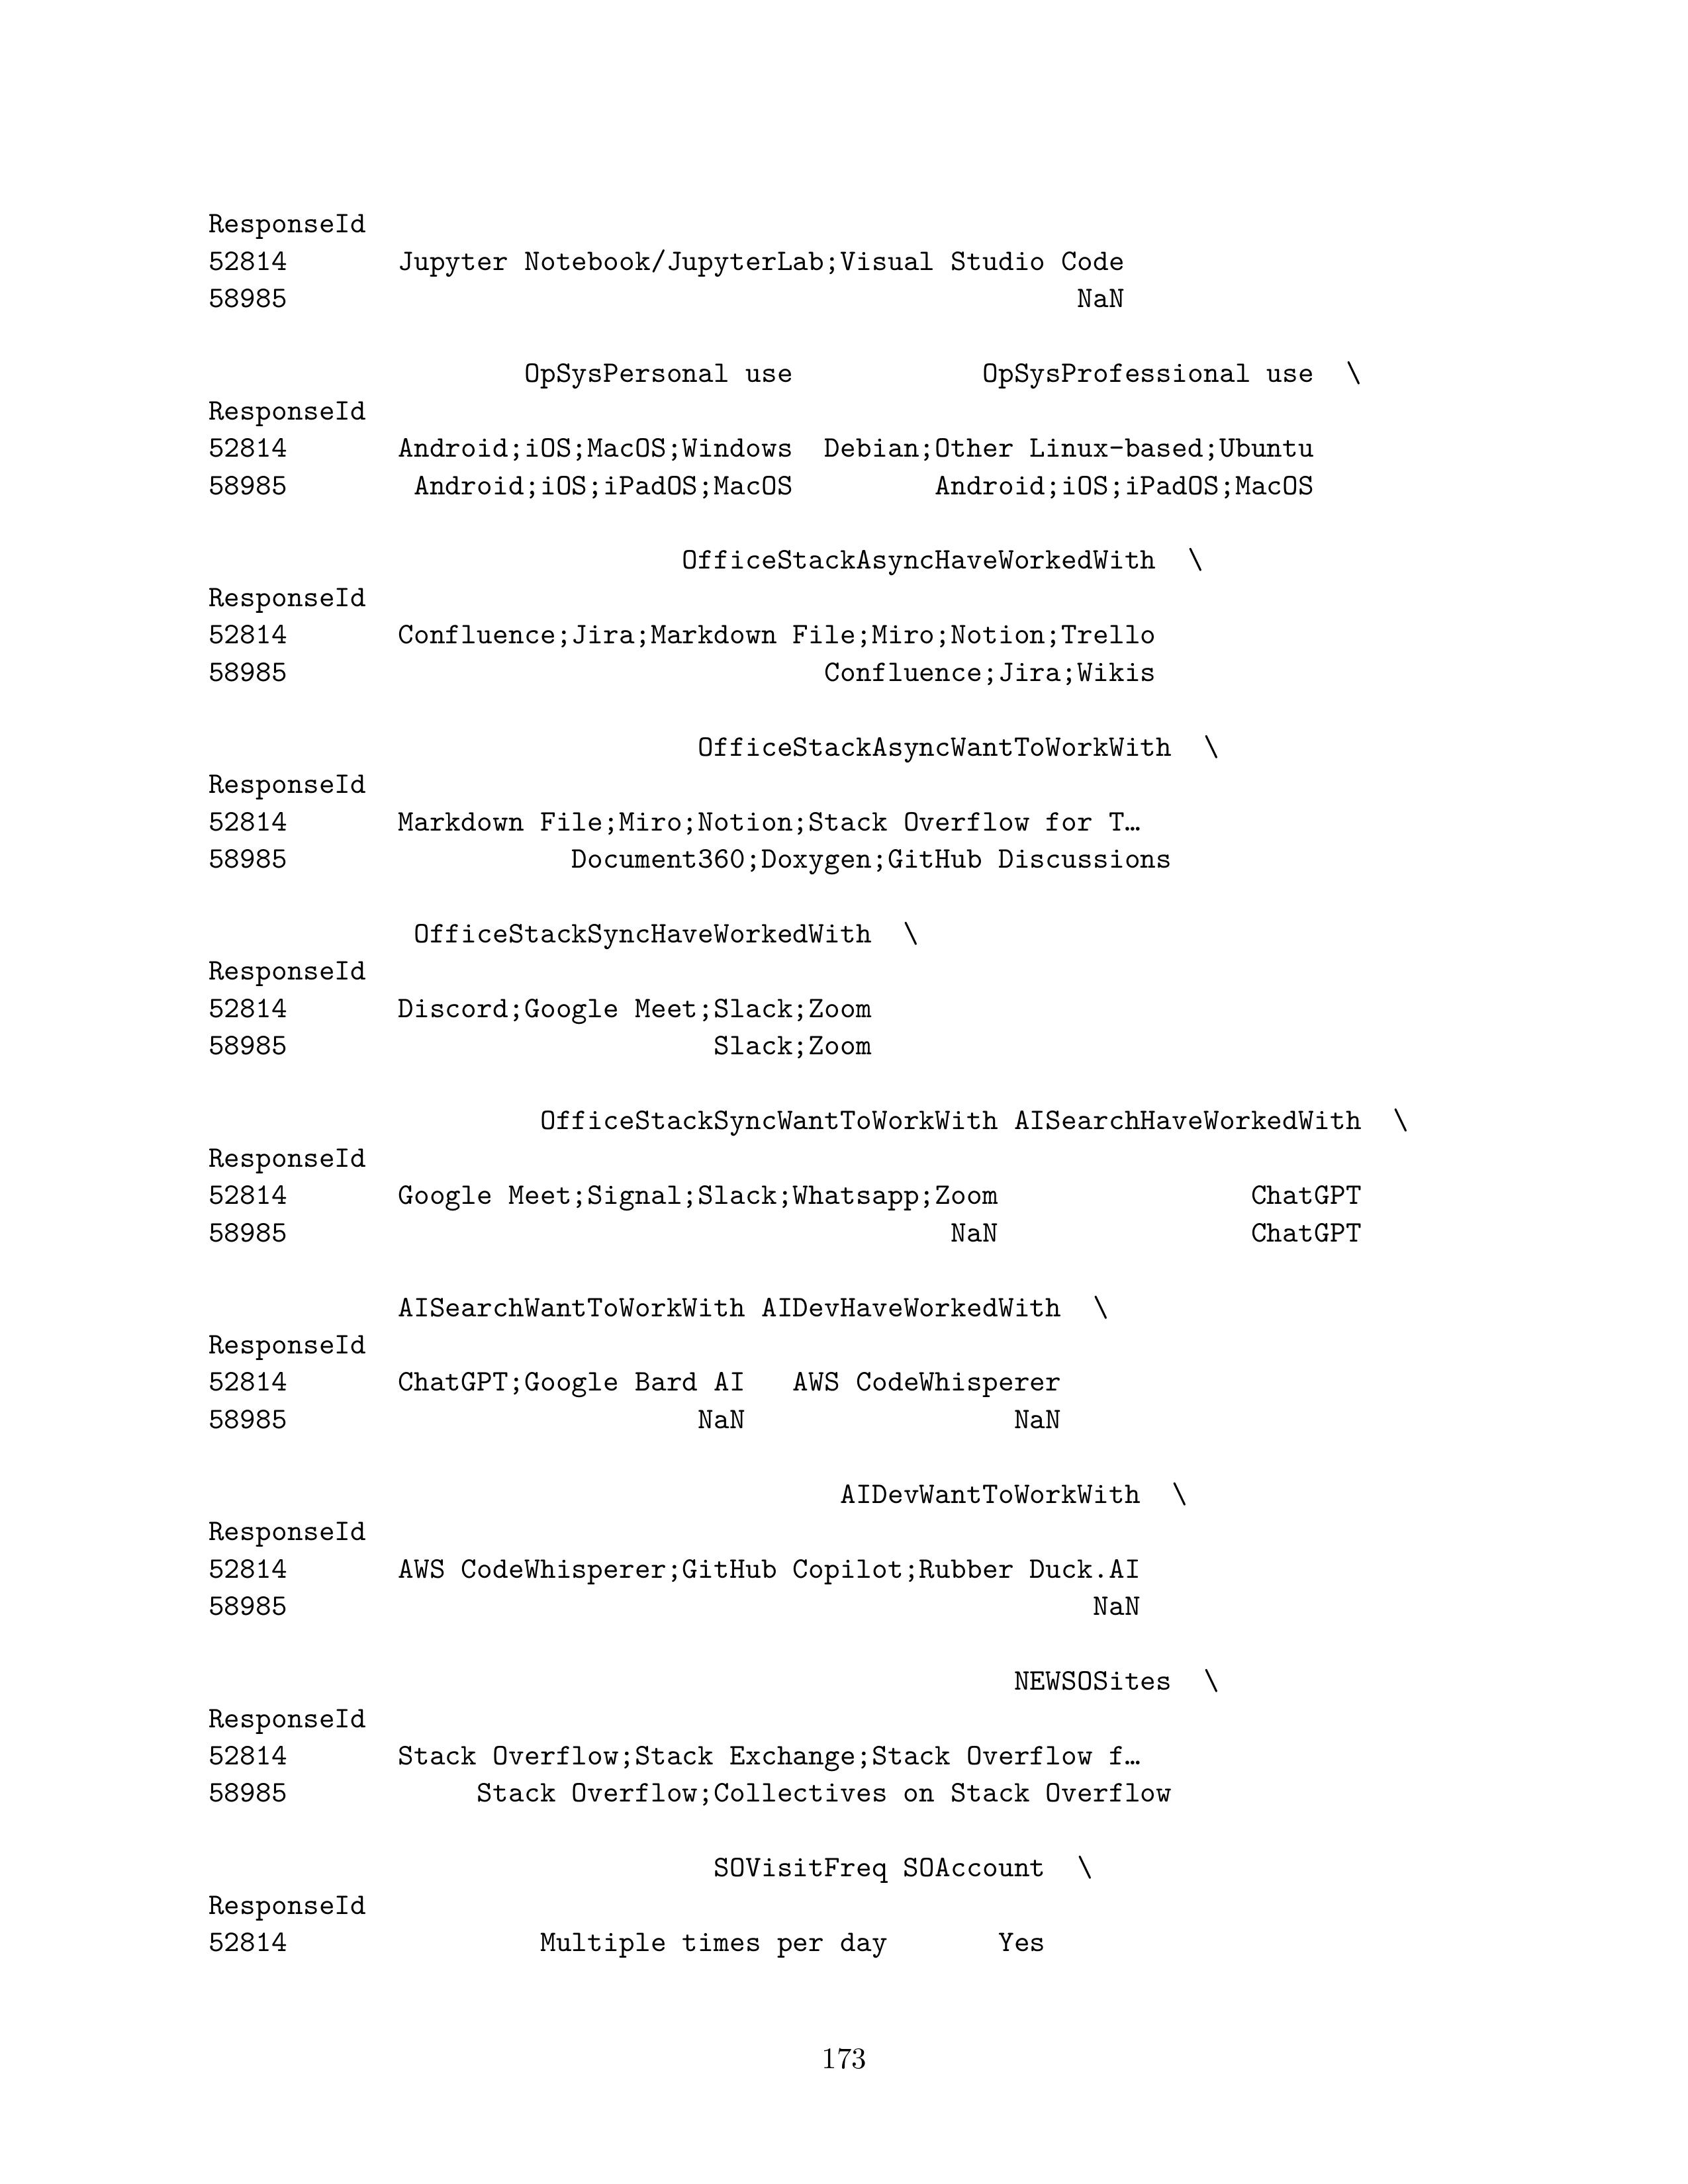 ResponseId
52814       Jupyter Notebook/JupyterLab;Visual Studio Code
58985                                                  NaN

                    OpSysPersonal use            OpSysProfessional use  \
ResponseId
52814       Android;iOS;MacOS;Windows  Debian;Other Linux-based;Ubuntu
58985        Android;iOS;iPadOS;MacOS         Android;iOS;iPadOS;MacOS

                              OfficeStackAsyncHaveWorkedWith  \
ResponseId
52814       Confluence;Jira;Markdown File;Miro;Notion;Trello
58985                                  Confluence;Jira;Wikis

                               OfficeStackAsyncWantToWorkWith  \
ResponseId
52814       Markdown File;Miro;Notion;Stack Overflow for T…
58985                  Document360;Doxygen;GitHub Discussions

             OfficeStackSyncHaveWorkedWith  \
ResponseId
52814       Discord;Google Meet;Slack;Zoom
58985                           Slack;Zoom

                     OfficeStackSyncWantToWorkWith AISearchHaveWorkedWith  \
ResponseId
52814       Google Meet;Signal;Slack;Whatsapp;Zoom                ChatGPT
58985                                          NaN                ChatGPT

            AISearchWantToWorkWith AIDevHaveWorkedWith  \
ResponseId
52814       ChatGPT;Google Bard AI   AWS CodeWhisperer
58985                          NaN                 NaN

                                        AIDevWantToWorkWith  \
ResponseId
52814       AWS CodeWhisperer;GitHub Copilot;Rubber Duck.AI
58985                                                   NaN

                                                   NEWSOSites  \
ResponseId
52814       Stack Overflow;Stack Exchange;Stack Overflow f…
58985            Stack Overflow;Collectives on Stack Overflow

                                SOVisitFreq SOAccount  \
ResponseId
52814                Multiple times per day       Yes

173